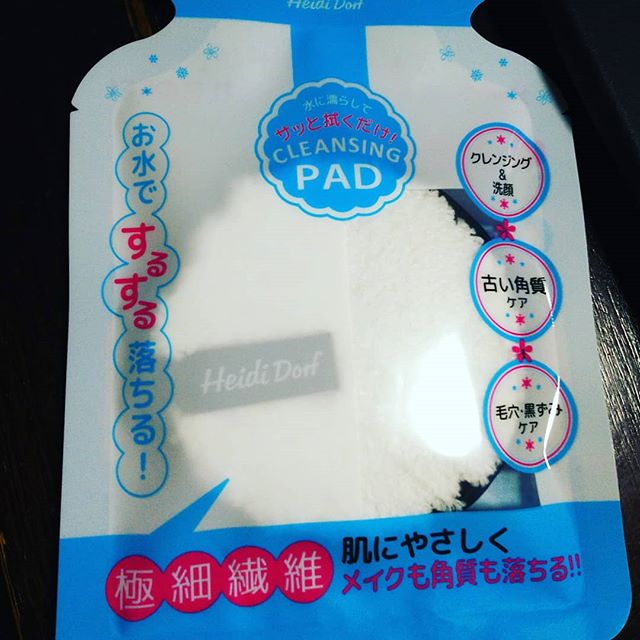 Heidi Dorf
水に濡らして
サッと拭くだけ!
CLEANSING
PAD
お水でするする落ちる!
クレンジング
&
洗顔
古い角質
ケア
毛穴・黒ずみ
ケア
Heidi Dorf
極細繊維
肌にやさしく
メイクも角質も落ちる!!